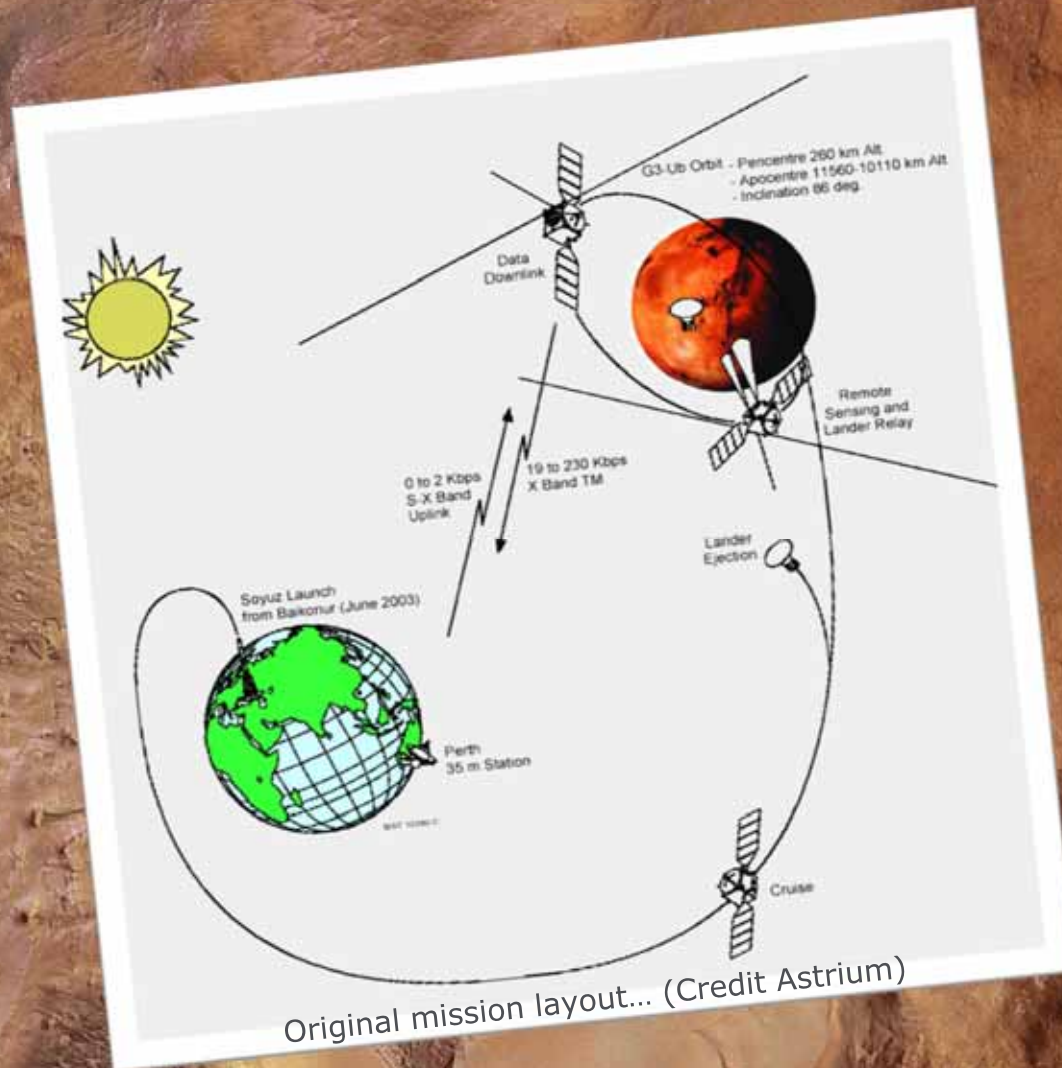 G3-Ub Orbit - Pericentre 260 km Alt.
- Apocentre 11560-10110 km Alt
- Inclination 86 deg.
Data
Downlink
Remote
Sensing and
Lander Relay
0 to 2 Kbps
S-X Band
Uplink
19 to 230 Kbps
X Band TM
Lander
Ejection
Soyuz Launch
from Baikonur (June 2003)
Perth
35 m Station
Cruise
Original mission layout... (Credit Astrium)